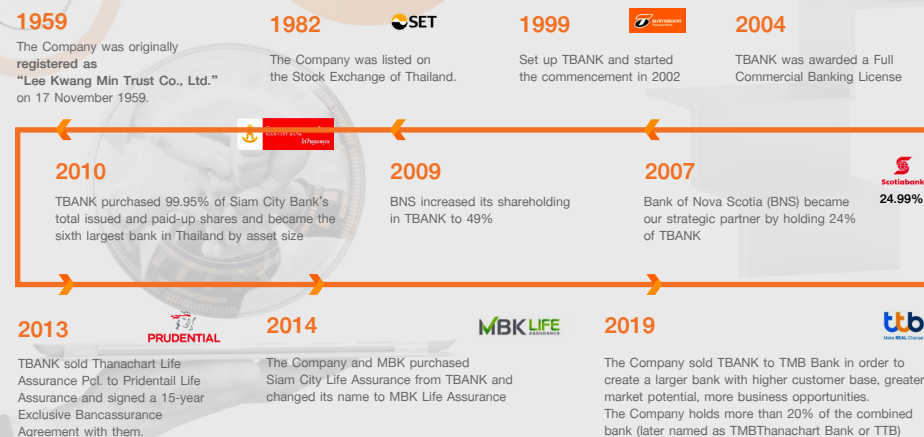 1959
The Company was originally
registered as
“Lee Kwang Min Trust Co., Ltd.”
on 17 November 1959.
1982
SET
The Company was listed on
the Stock Exchange of Thailand.
1999
Set up TBANK and started
the commencement in 2002
2004
TBANK was awarded a Full
Commercial Banking License
2010
TBANK purchased 99.95% of Siam City Bank’s
total issued and paid-up shares and became the
sixth largest bank in Thailand by asset size
2009
BNS increased its shareholding
in TBANK to 49%
2007
Bank of Nova Scotia (BNS) became
our strategic partner by holding 24%
of TBANK
Scotiabank
24.99%
2013
PRUDENTIAL
TBANK sold Thanachart Life
Assurance Pcl. to Pridentail Life
Assurance and signed a 15-year
Exclusive Bancassurance
Agreement with them.
2014
MBK LIFE
ASSURANCE
The Company and MBK purchased
Siam City Life Assurance from TBANK and
changed its name to MBK Life Assurance
2019
ttb
Make REAL Change
The Company sold TBANK to TMB Bank in order to
create a larger bank with higher customer base, greater
market potential, more business opportunities.
The Company holds more than 20% of the combined
bank (later named as TMBThanachart Bank or TTB)